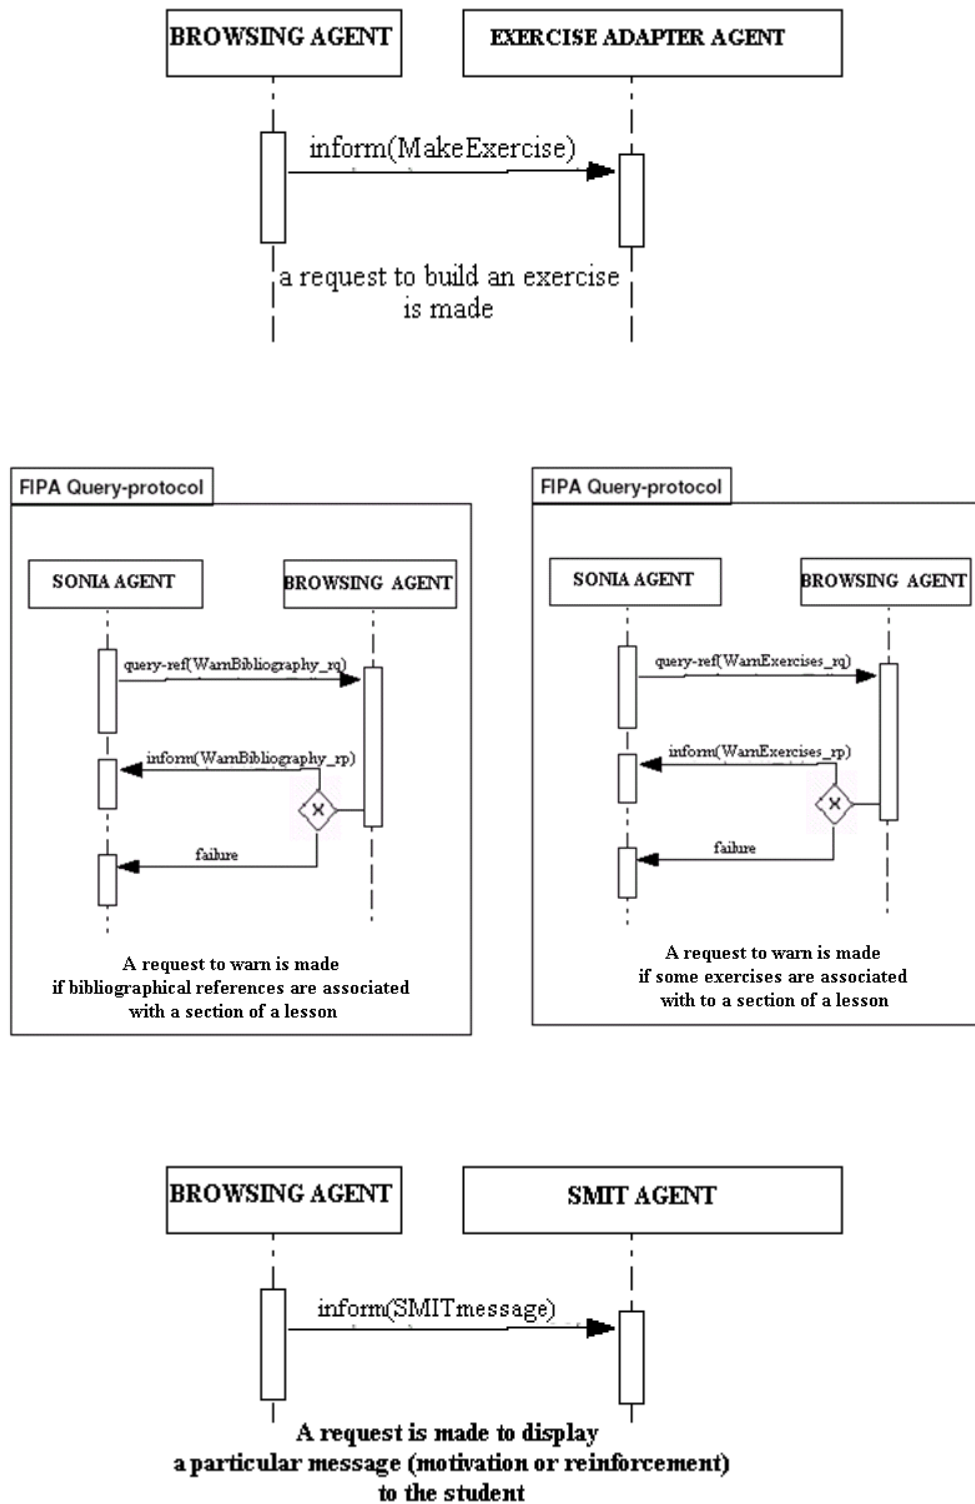 BROWSING AGENT
EXERCISE ADAPTER AGENT
inform(MakeExercise)
a request to build an exercise
is made
FIPA Query-protocol
SONIA AGENT
BROWSING AGENT
query-ref(WarnBibliography_rq)
inform(WarnBibliography_rp)
X
failure
A request to warn is made
if bibliographical references are associated
with a section of a lesson
FIPA Query-protocol
SONIA AGENT
BROWSING AGENT
query-ref(WarnExercises_rq)
inform(WarnExercises_rp)
X
failure
A request to warn is made
if some exercises are associated
with to a section of a lesson
BROWSING AGENT
SMIT AGENT
inform(SMITmessage)
A request is made to display
a particular message (motivation or reinforcement)
to the student